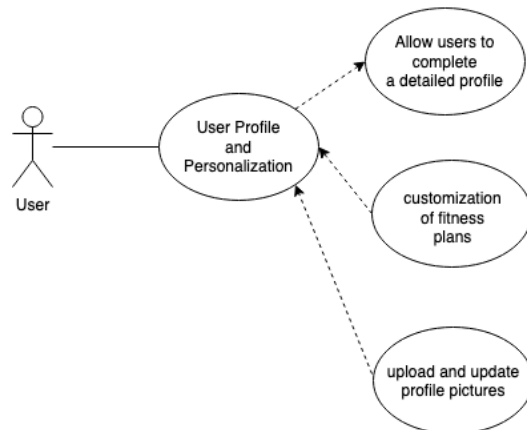 Allow users to
complete
a detailed profile
User Profile
and
Personalization
User
customization
of fitness
plans
upload and update
profile pictures